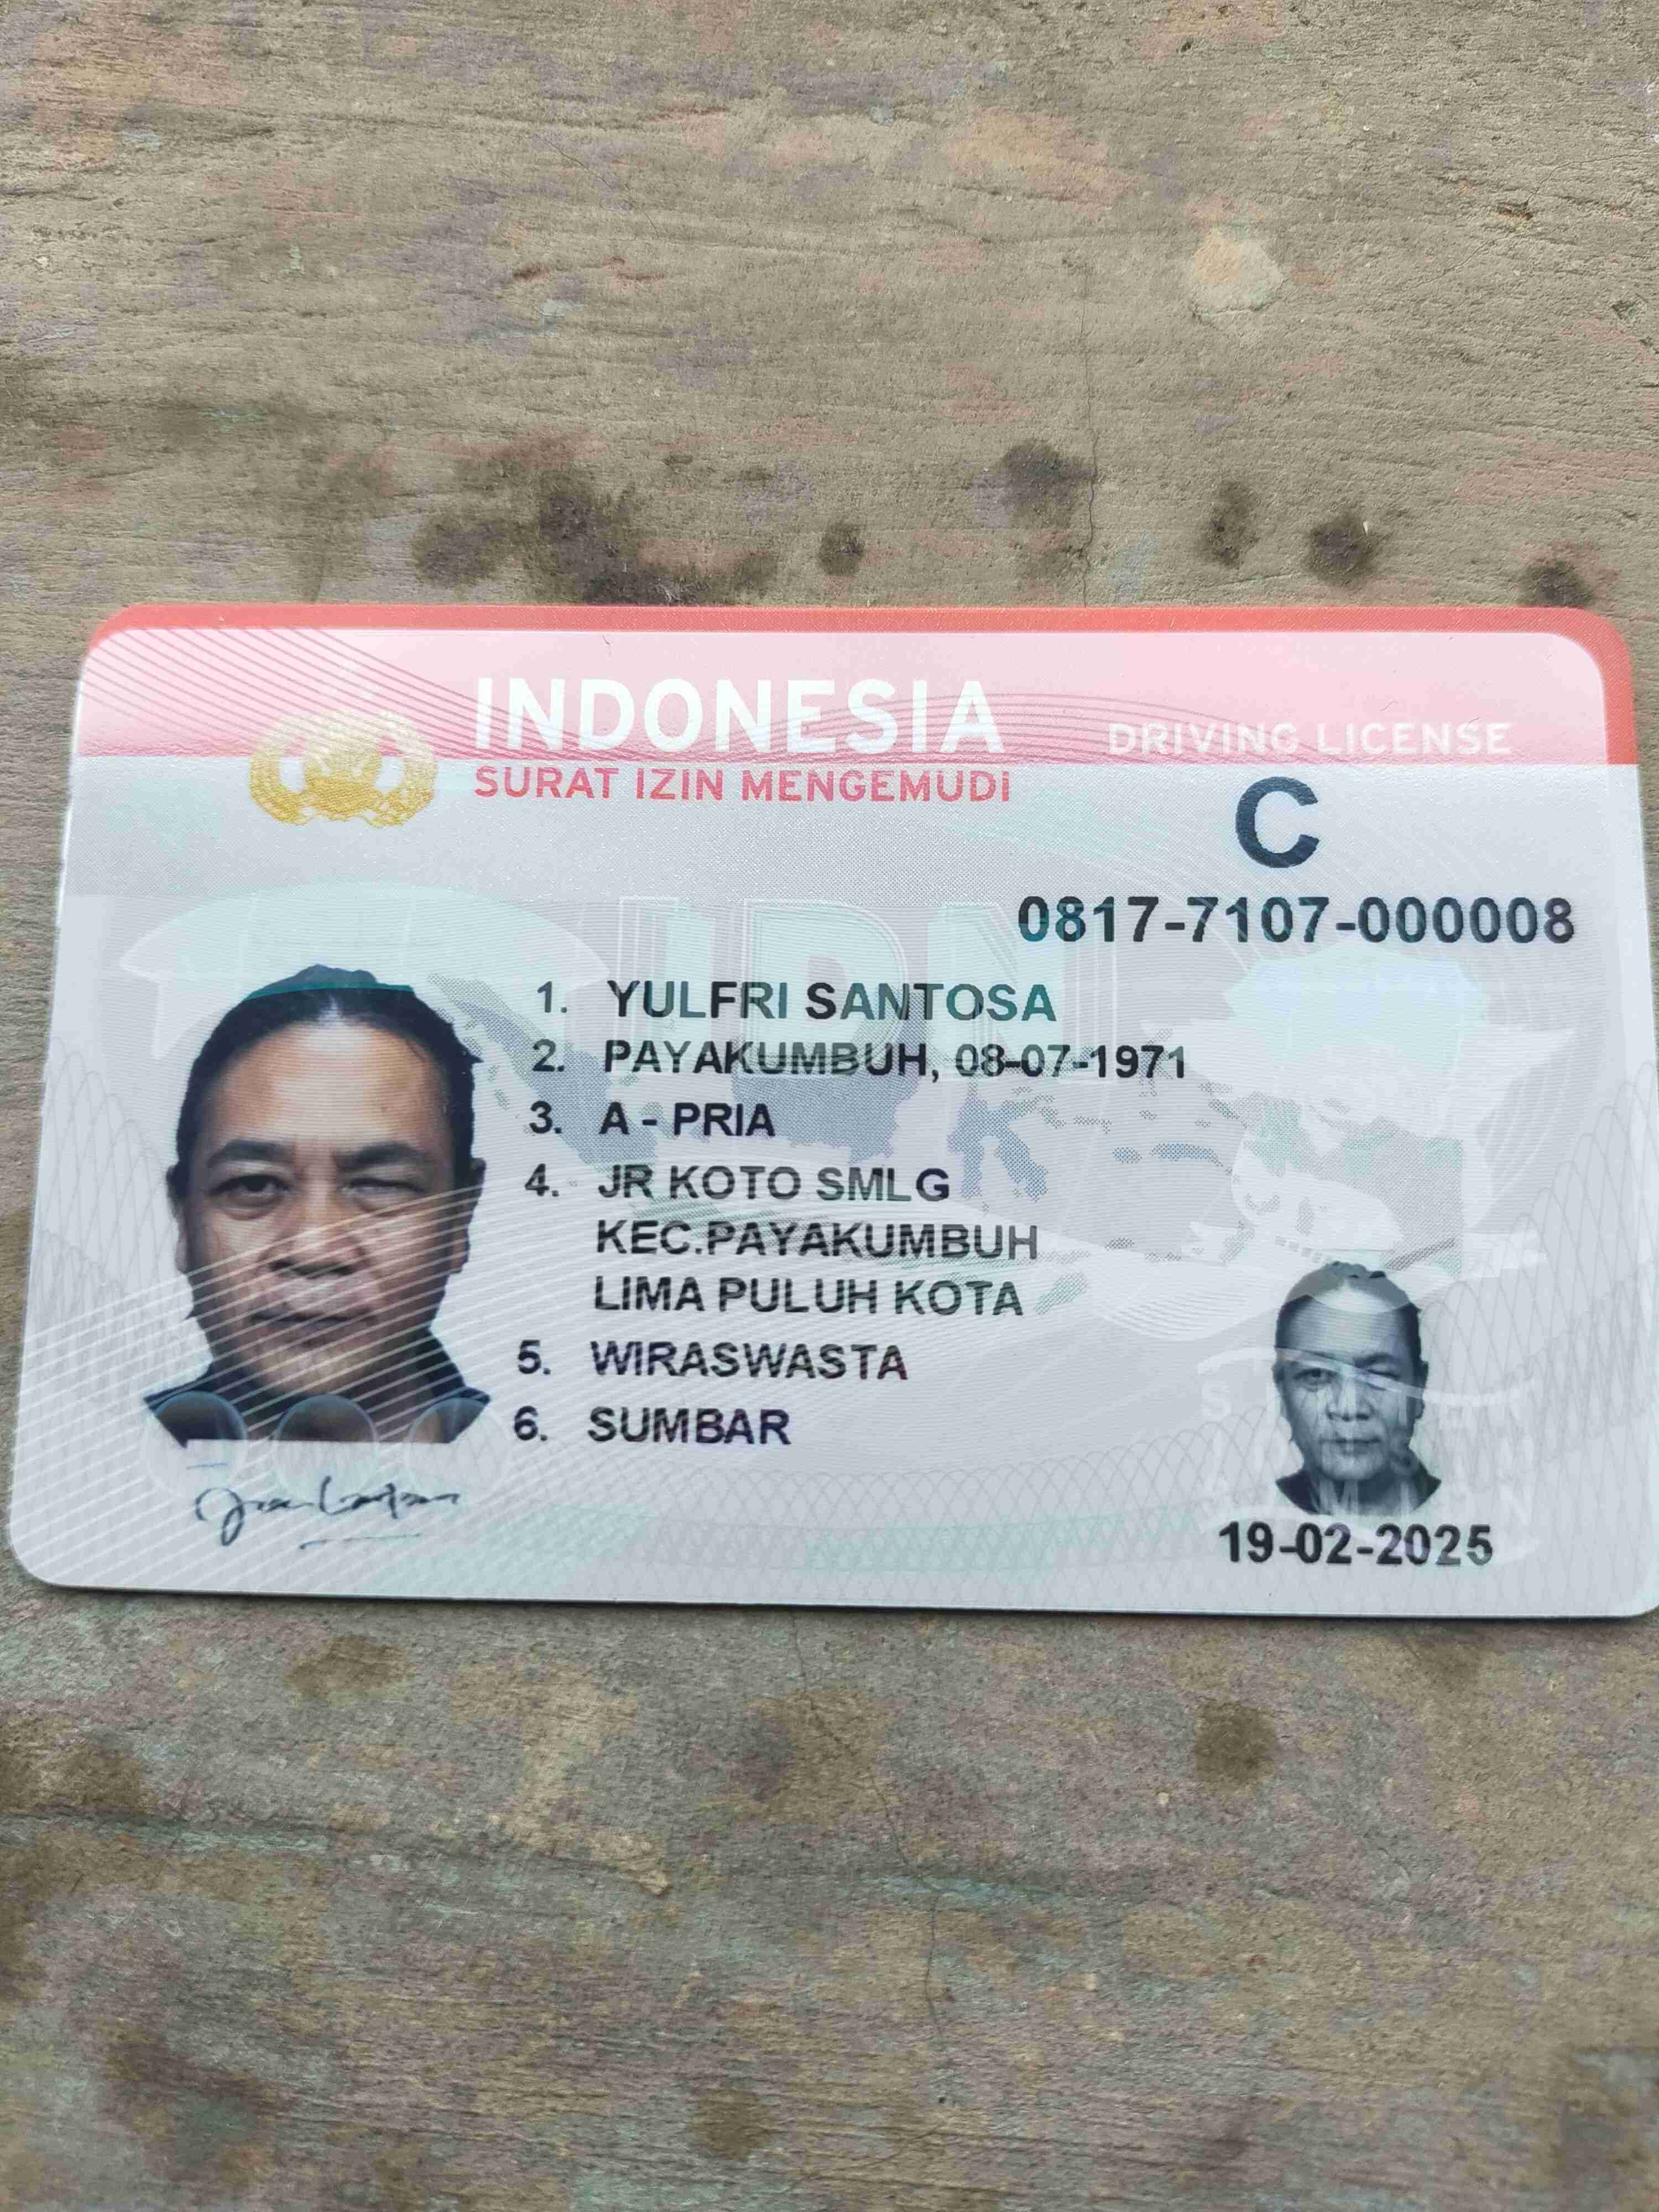 INDONESIA
DRIVING LICENSE
SURAT IZIN MENGEMUDI
C
0817-7107-000008
1. YULFRI SANTOSA
2. PAYAKUMBUH, 08-07-1971
3. A - PRIA
4. JR KOTO SMLG
KEC.PAYAKUMBUH
LIMA PULUH KOTA
5. WIRASWASTA
6. SUMBAR
19-02-2025